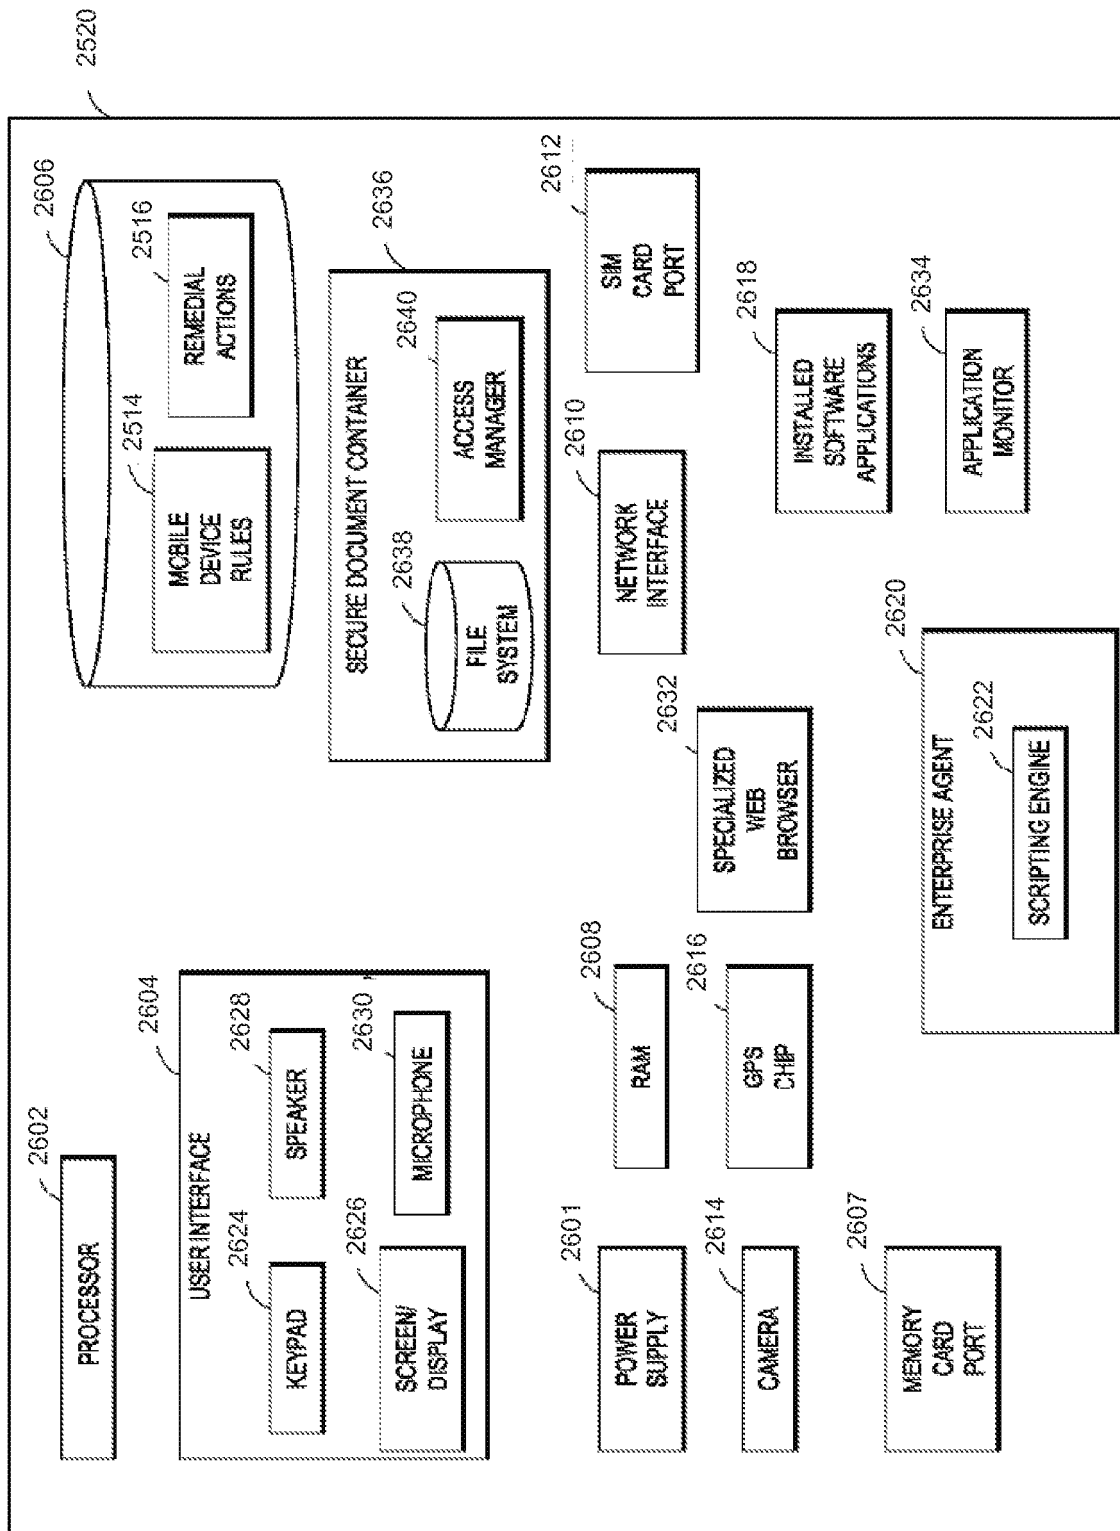 2520
PROCESSOR
2602
2606
MOBILE
DEVICE
RULES
2514
REMEDIAL
ACTIONS
2516
USER INTERFACE
2604
KEYPAD
2624
SPEAKER
2628
SCREEN/
DISPLAY
2626
MICROPHONE
2630
SECURE DOCUMENT CONTAINER
2636
FILE
SYSTEM
2638
ACCESS
MANAGER
2640
POWER
SUPPLY
2601
RAM
2608
NETWORK
INTERFACE
2610
SIM
CARD
PORT
2612
CAMERA
2614
GPS
CHIP
2616
SPECIALIZED
WEB
BROWSER
2632
INSTALLED
SOFTWARE
APPLICATIONS
2618
MEMORY
CARD
PORT
2607
ENTERPRISE AGENT
2620
SCRIPTING ENGINE
2622
APPLICATION
MONITOR
2634